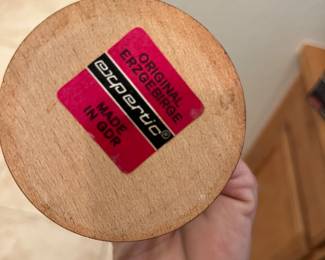 ORIGINAL
ERZGEBIRGE
expertic®
MADE
IN GDR